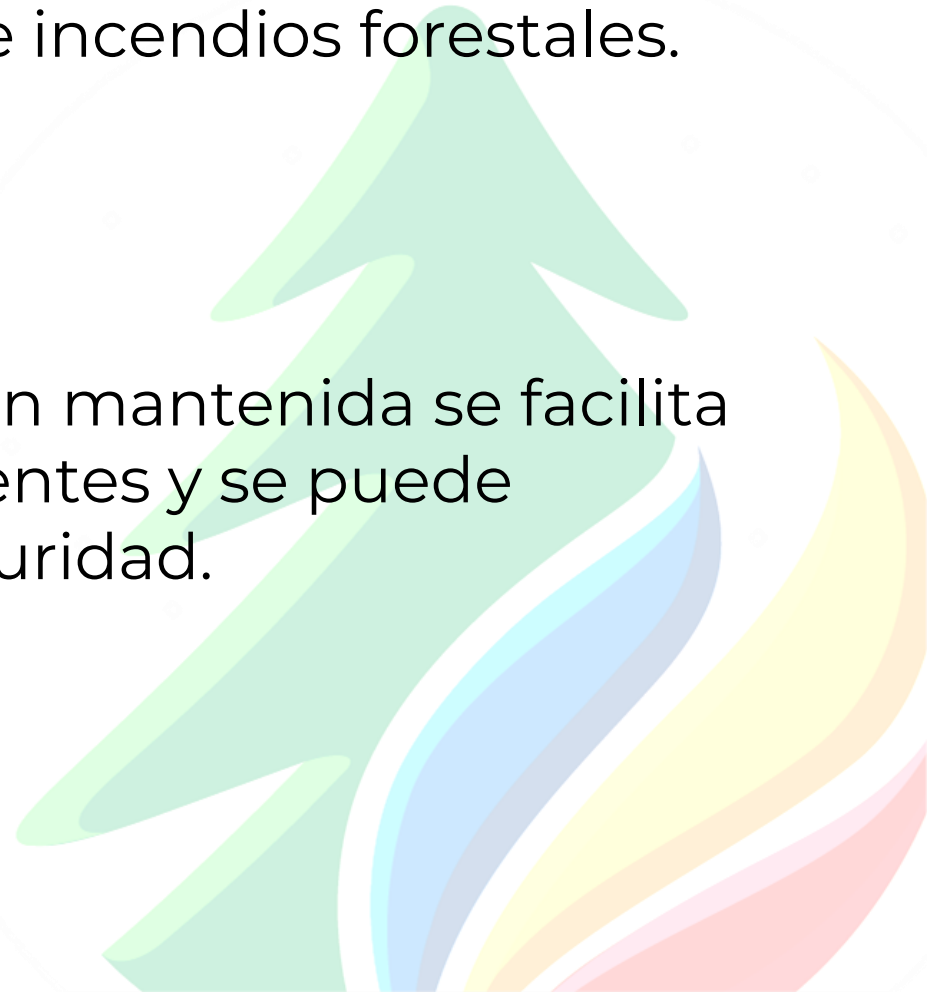 e incendios forestales.
n mantenida se facilita
entes y se puede
uridad.